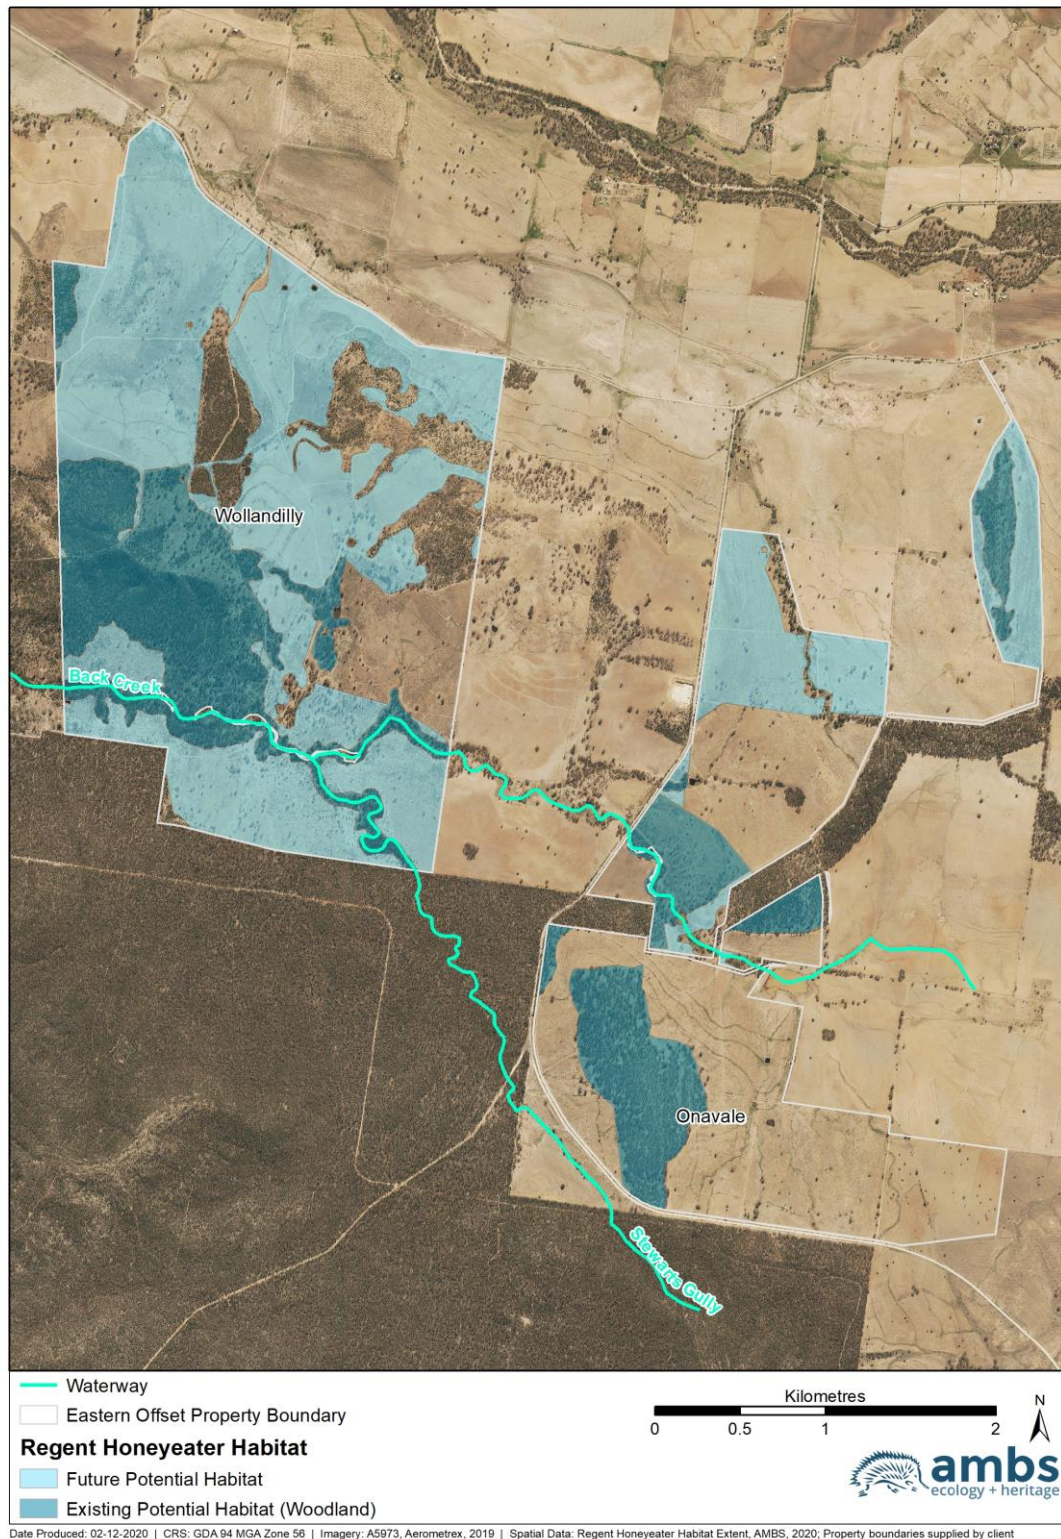 Wollandilly
Back Creek
Onavale
Stewarts Gully
Waterway
Eastern Offset Property Boundary
Regent Honeyeater Habitat
Future Potential Habitat
Existing Potential Habitat (Woodland)
Kilometres
0 0.5 1 2
N
ambs
ecology + heritage
Date Produced: 02-12-2020 | CRS: GDA 94 MGA Zone 56 | Imagery: A5973, Aerometrex, 2019 | Spatial Data: Regent Honeyeater Habitat Extent, AMBS, 2020; Property boundaries supplied by client